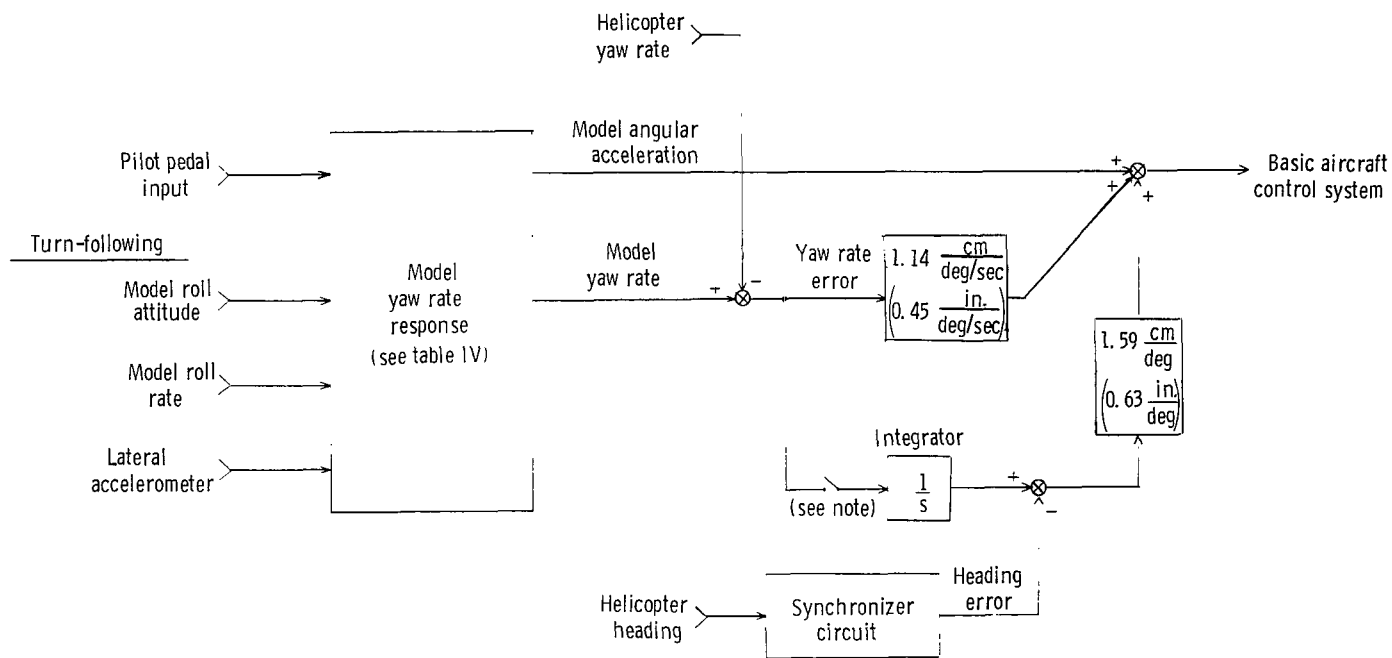 Helicopter
yaw rate
Model angular
acceleration
Pilot pedal
input
+
+
+
Basic aircraft
control system
Turn-following
Model roll
attitude
Model
yaw rate
response
(see table IV)
Model
yaw rate
+
−
Yaw rate
error
1.14 cm
deg/sec
(0.45 in.
deg/sec)
1.59 cm
deg
(0.63 in.
deg)
Model roll
rate
Lateral
accelerometer
Integrator
(see note)
1
s
+
−
Helicopter
heading
Synchronizer
circuit
Heading
error